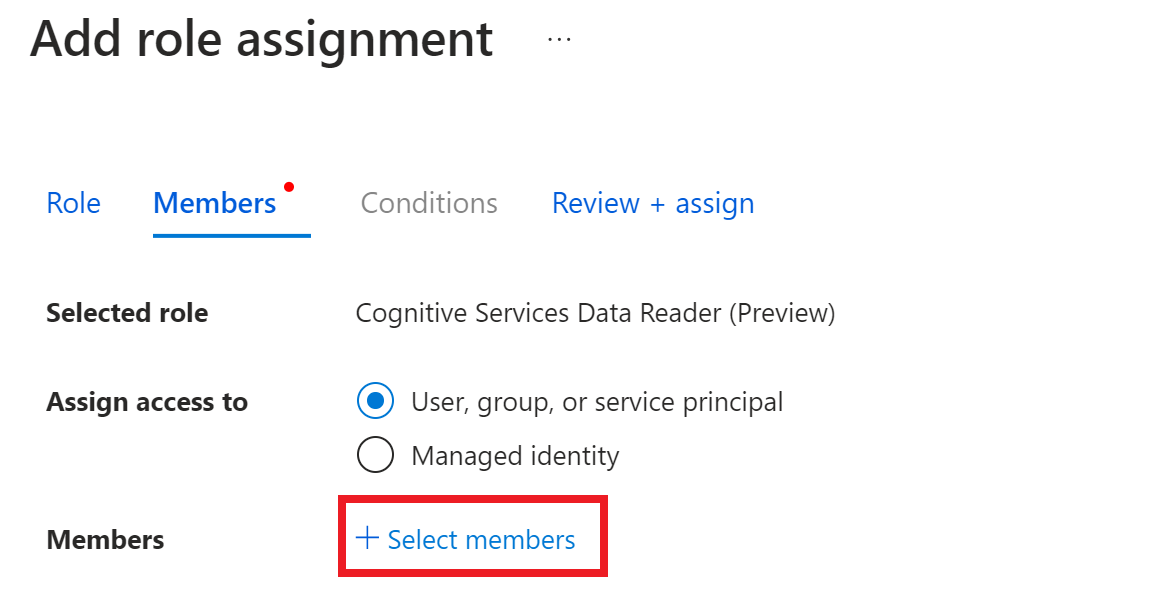 Add role assignment ...
Role Members Conditions Review + assign
Selected role Cognitive Services Data Reader (Preview)
Assign access to User, group, or service principal
Managed identity
Members + Select members